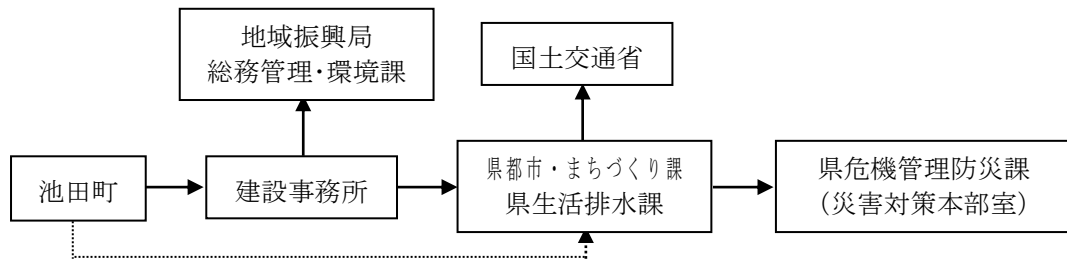 地域振興局
総務管理・環境課
国土交通省
池田町
建設事務所
県都市・まちづくり課
県生活排水課
県危機管理防災課
（災害対策本部室）